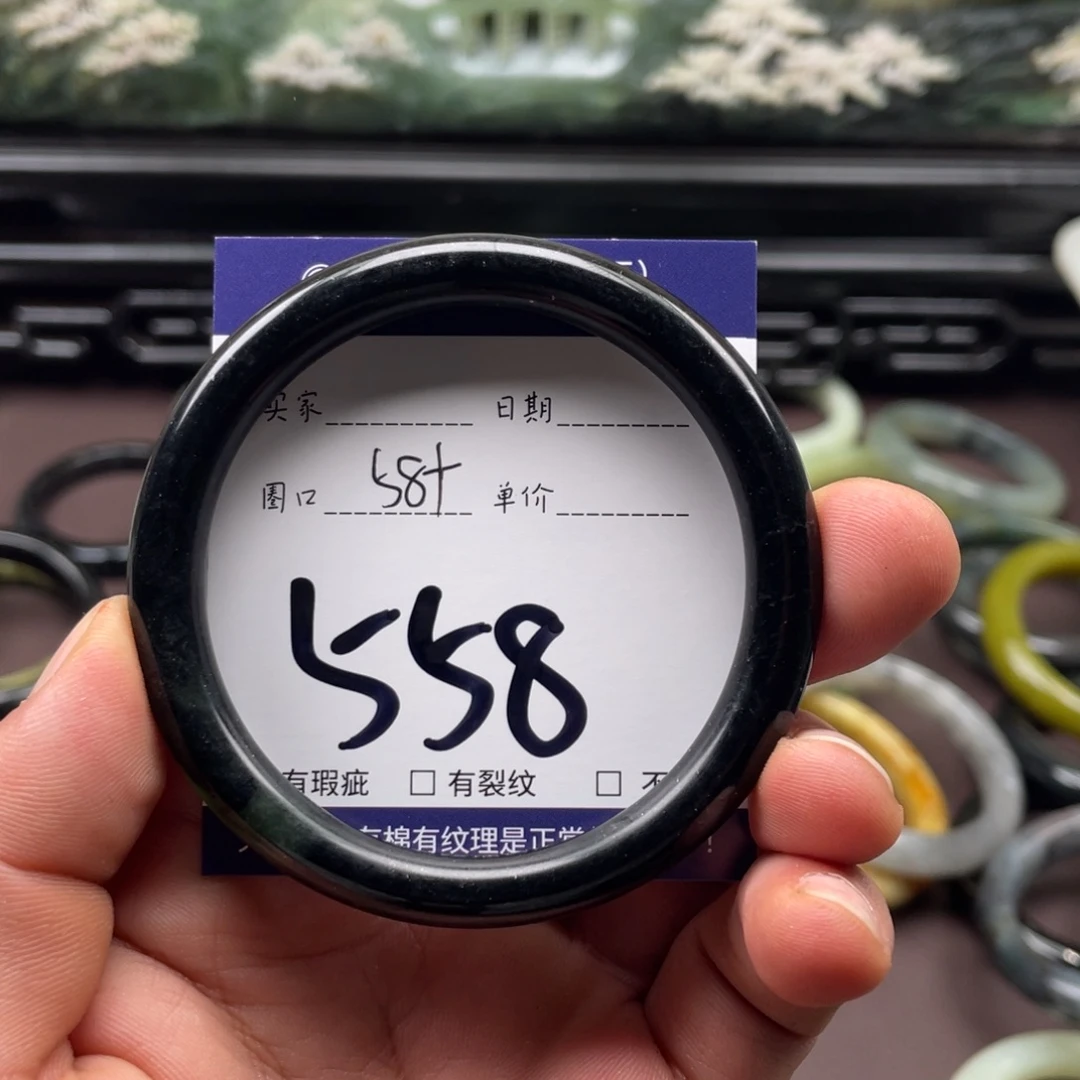 买家 日期
圈口 58+ 单价
558
有瑕疵 □ 有裂纹 □ 不
有棉有纹理是正常 !